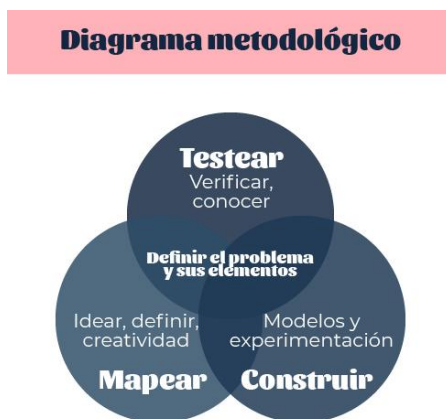 Diagrama metodológico
Testear
Verificar,
conocer
Definir el problema
y sus elementos
Idear, definir,
creatividad
Mapear
Modelos y
experimentación
Construir